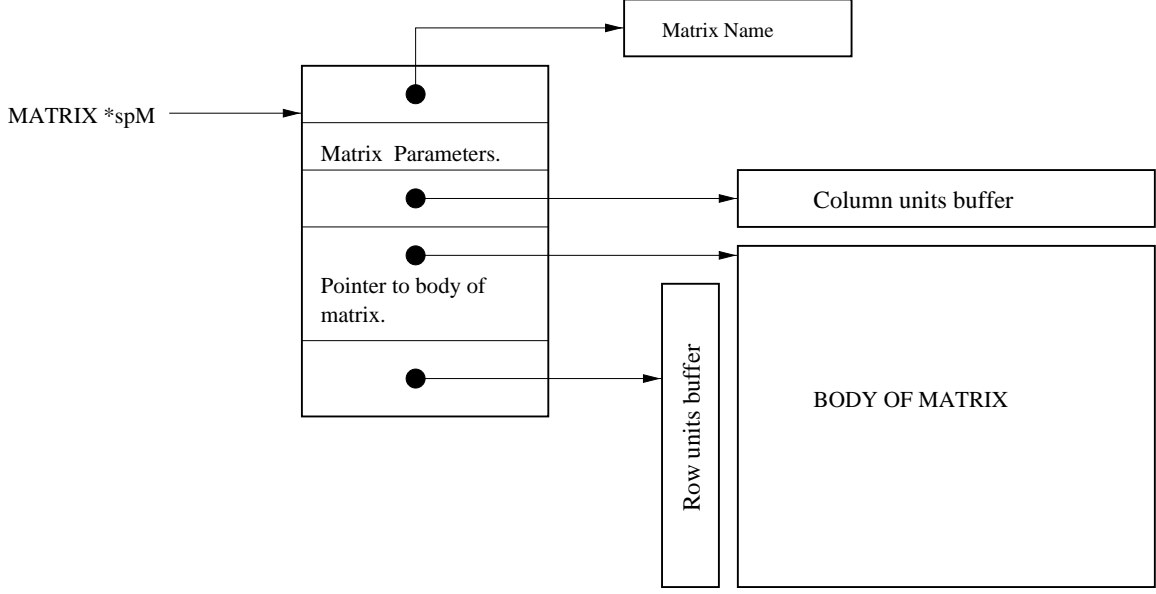 Matrix Name
MATRIX *spM
Matrix Parameters.
Column units buffer
Pointer to body of
matrix.
Row units buffer
BODY OF MATRIX